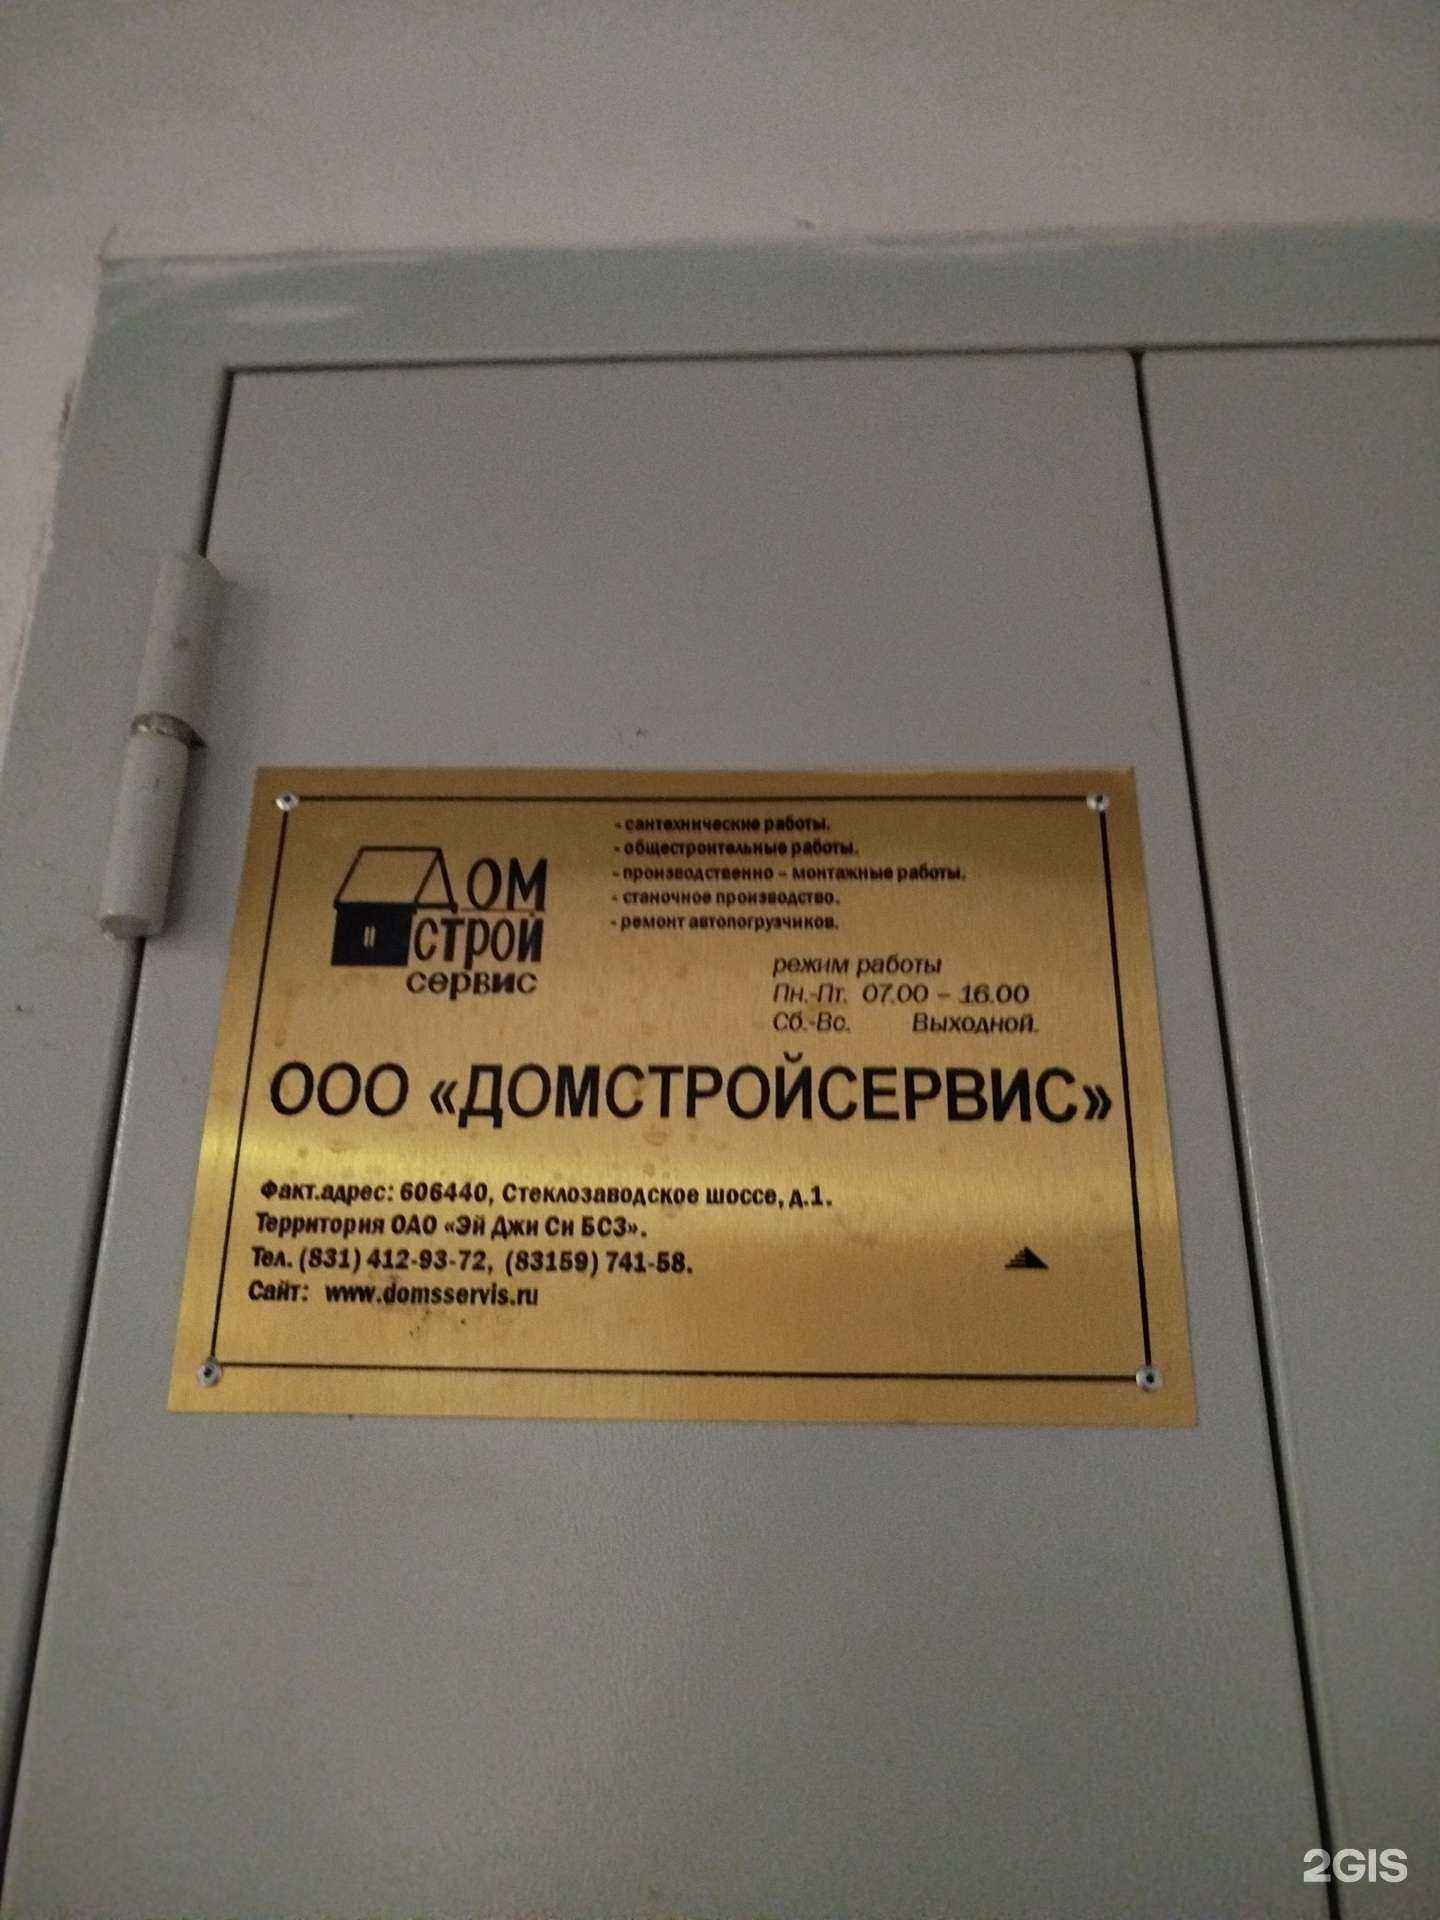 ДОМ
СТРОЙ
сервис
- сантехнические работы.
- общестроительные работы.
- производственно – монтажные работы.
- станочное производство.
- ремонт автопогрузчиков.
режим работы
Пн.-Пт. 07.00 – 16.00
Сб.-Вс. Выходной.
ООО «ДОМСТРОЙСЕРВИС»
Факт.адрес: 606440, Стеклозаводское шоссе, д.1.
Территория ОАО «Эй Джи Си БСЗ».
Тел. (831) 412-93-72, (83159) 741-58.
Сайт: www.domsservis.ru
2GIS